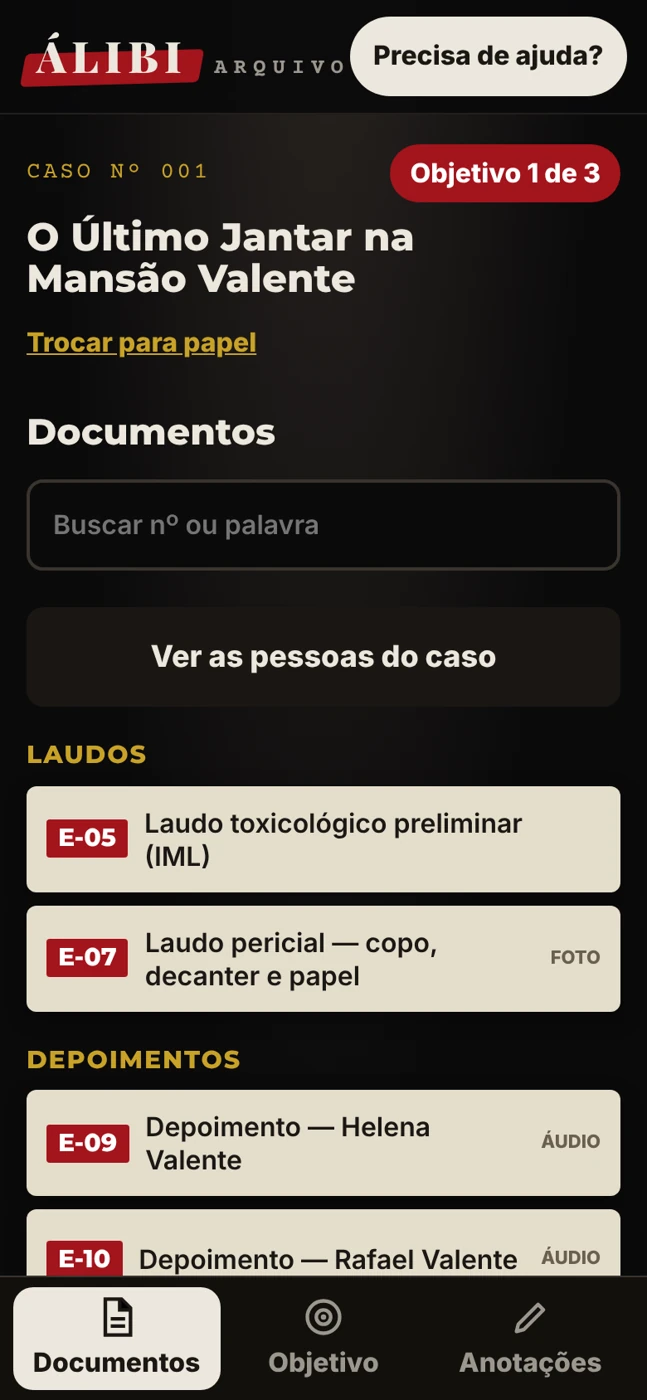 ÁLIBI ARQUIVO
Precisa de ajuda?
CASO Nº 001
Objetivo 1 de 3
O Último Jantar na
Mansão Valente
Trocar para papel
Documentos
Buscar nº ou palavra
Ver as pessoas do caso
LAUDOS
E-05
Laudo toxicológico preliminar
(IML)
E-07
Laudo pericial — copo,
decanter e papel
FOTO
DEPOIMENTOS
E-09
Depoimento — Helena
Valente
ÁUDIO
E-10
Depoimento — Rafael Valente
ÁUDIO
Documentos
Objetivo
Anotações